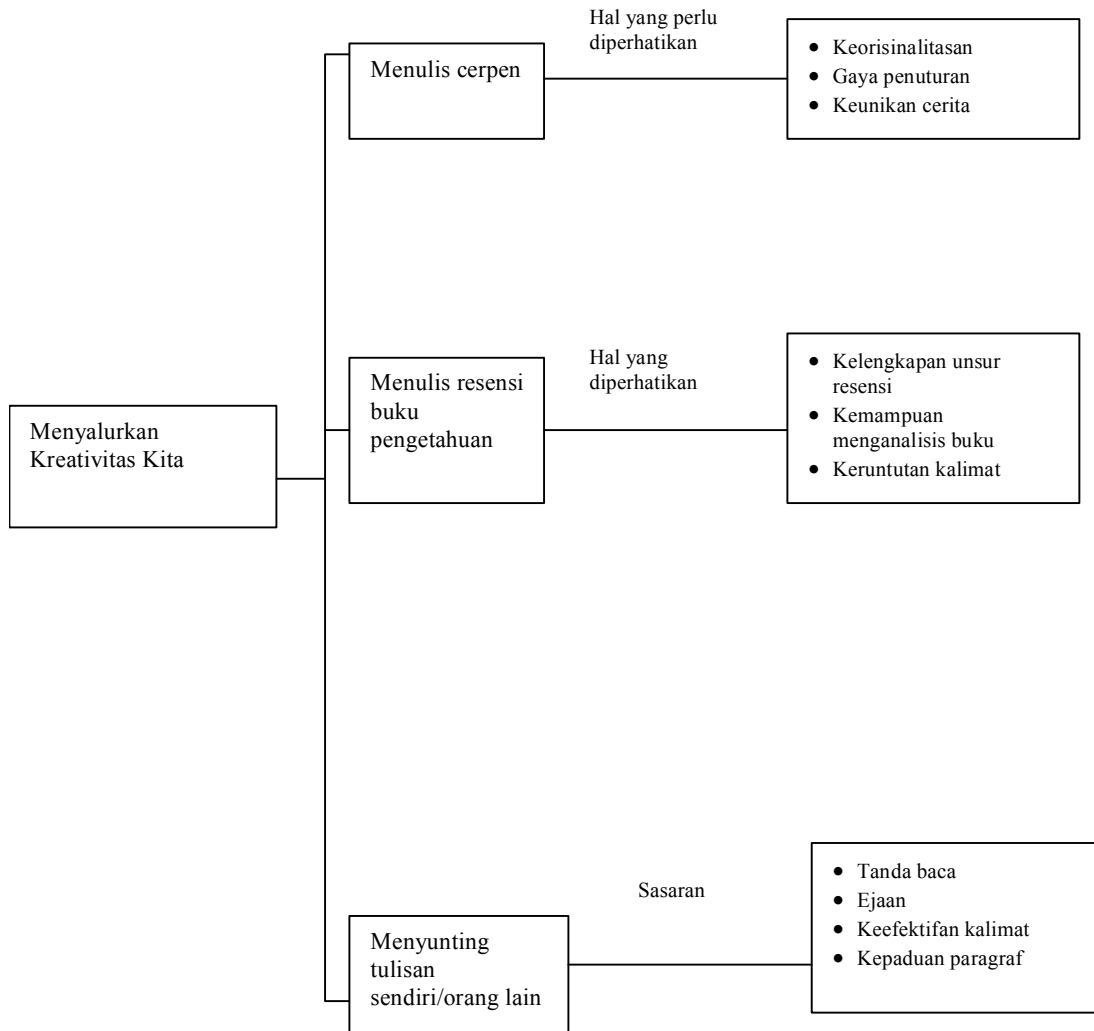 Hal yang perlu
diperhatikan
Menulis cerpen
• Keorisinalitasan
• Gaya penuturan
• Keunikan cerita
Menyalurkan
Kreativitas Kita
Menulis resensi
buku
pengetahuan
Hal yang
diperhatikan
• Kelengkapan unsur
resensi
• Kemampuan
menganalisis buku
• Keruntutan kalimat
Menyunting
tulisan
sendiri/orang lain
Sasaran
• Tanda baca
• Ejaan
• Keefektifan kalimat
• Kepaduan paragraf